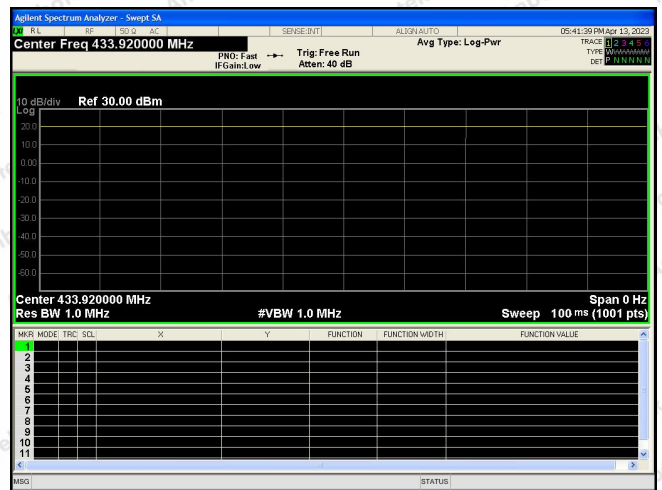 Agilent Spectrum Analyzer - Swept SA
LXI RL RF 50 Ω AC SENSE:INT ALIGNAUTO 05:41:39 PM Apr 13, 2023
Center Freq 433.920000 MHz
PNO: Fast
IFGain:Low
Trig: Free Run
Atten: 40 dB
Avg Type: Log-Pwr
TRACE 1 2 3 4 5 6
TYPE W
DET P N N N N N
10 dB/div Ref 30.00 dBm
Log
20.0
10.0
0.00
-10.0
-20.0
-30.0
-40.0
-50.0
-60.0
Center 433.920000 MHz Span 0 Hz
Res BW 1.0 MHz #VBW 1.0 MHz Sweep 100 ms (1001 pts)
MKR MODE TRC SCL X Y FUNCTION FUNCTION WIDTH FUNCTION VALUE
1
2
3
4
5
6
7
8
9
10
11
MSG STATUS